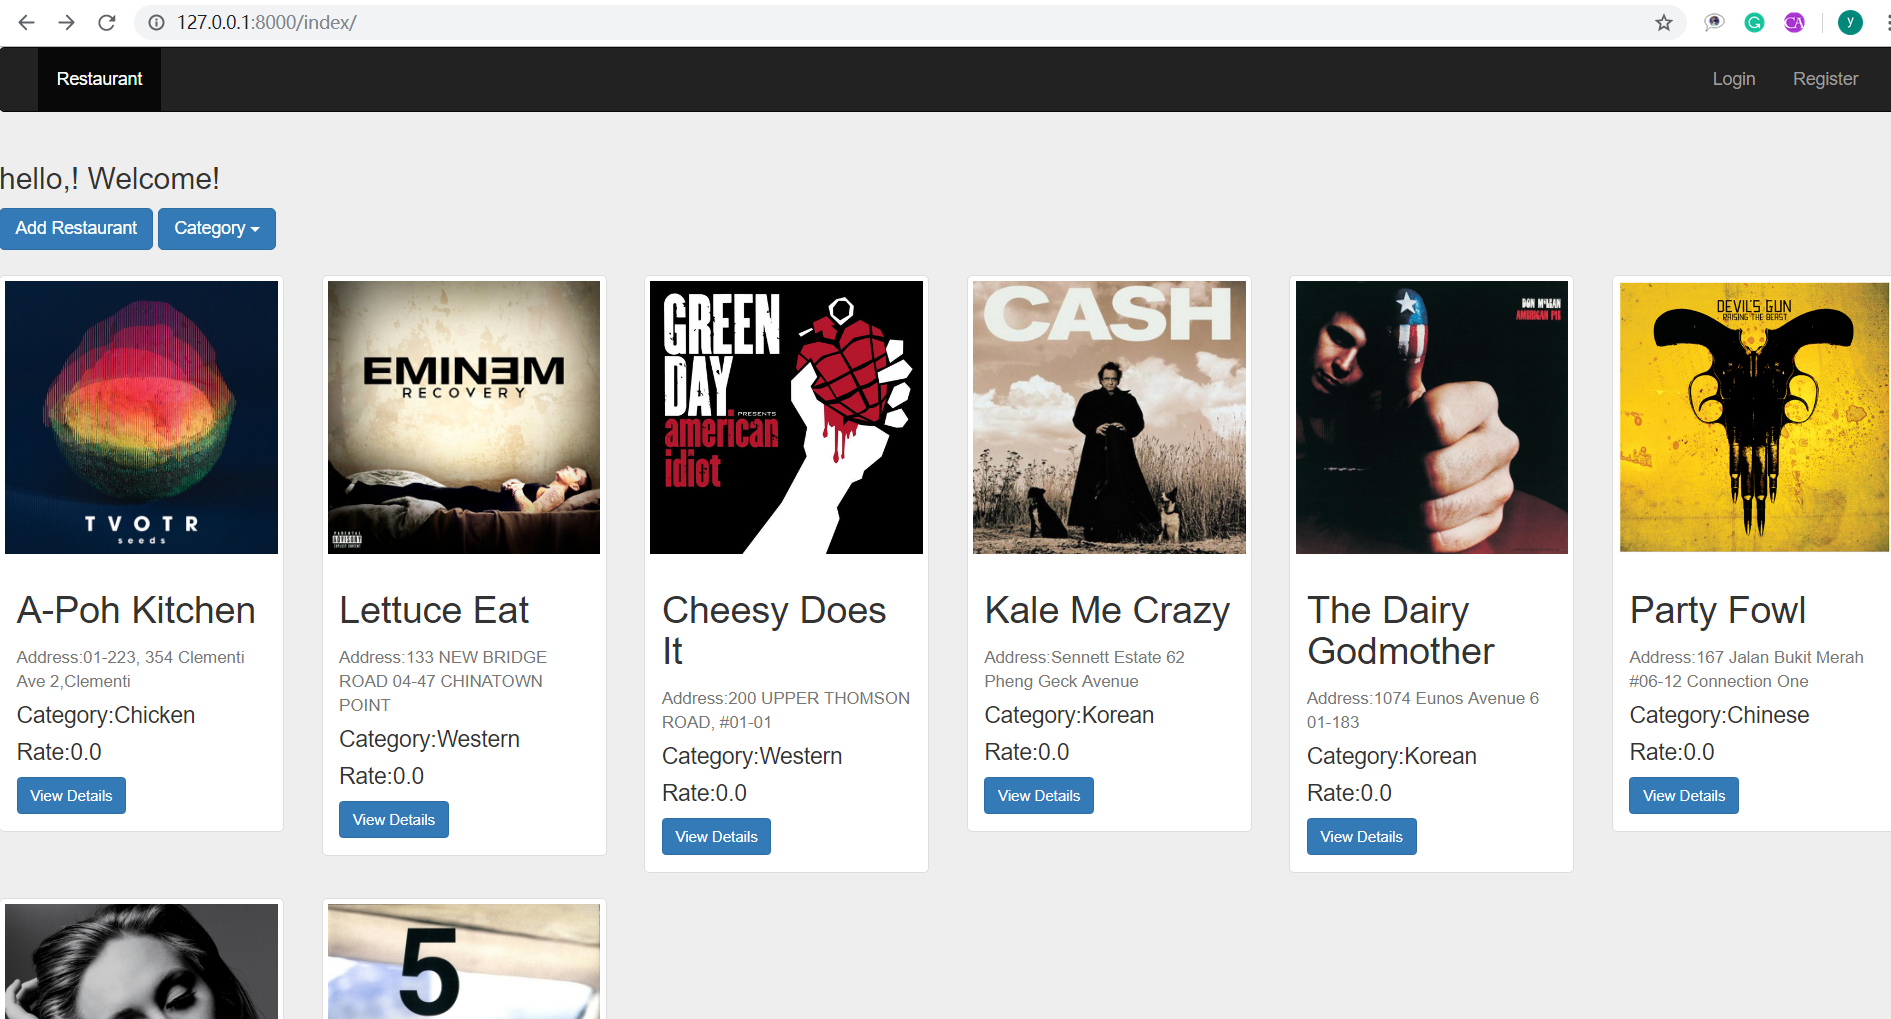 127.0.0.1:8000/index/
G
CA
y
Restaurant
Login
Register
hello,! Welcome!
Add Restaurant
Category
TVOTR
seeds
A-Poh Kitchen
Address:01-223, 354 Clementi
Ave 2,Clementi
Category:Chicken
Rate:0.0
View Details
EMINEM
RECOVERY
PARENTAL
ADVISORY
EXPLICIT CONTENT
Lettuce Eat
Address:133 NEW BRIDGE
ROAD 04-47 CHINATOWN
POINT
Category:Western
Rate:0.0
View Details
GREEN
DAY.
PRESENTS
american
idiot
Cheesy Does
It
Address:200 UPPER THOMSON
ROAD, #01-01
Category:Western
Rate:0.0
View Details
CASH
Kale Me Crazy
Address:Sennett Estate 62
Pheng Geck Avenue
Category:Korean
Rate:0.0
View Details
DON McLEAN
AMERICAN PIE
The Dairy
Godmother
Address:1074 Eunos Avenue 6
01-183
Category:Korean
Rate:0.0
View Details
DEVIL'S GUN
RAISING THE BEAST
Party Fowl
Address:167 Jalan Bukit Merah
#06-12 Connection One
Category:Chinese
Rate:0.0
View Details
5